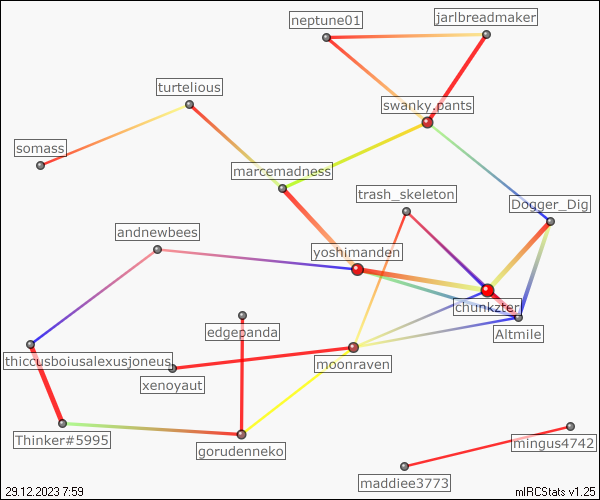 neptune01
jarlbreadmaker
turtelious
swanky.pants
somass
marcemadness
trash_skeleton
Dogger_Dig
andnewbees
yoshimanden
chunkzter
edgepanda
Altmile
thiccusboiusalexusjoneus
moonraven
xenoyaut
Thinker#5995
gorudenneko
mingus4742
maddiee3773
29.12.2023 7:59
mIRCStats v1.25